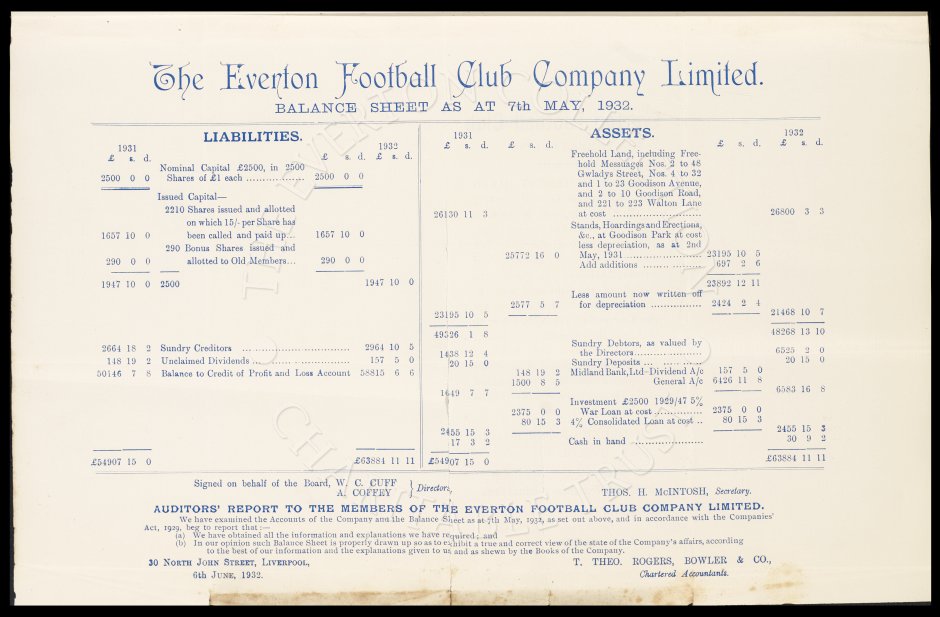 The Everton Football Club Company Limited.
BALANCE SHEET AS AT 7th MAY, 1932.
LIABILITIES.
1931 1932
£ s. d. £ s. d. £ s. d.
Nominal Capital £2500, in 2500
2500 0 0 Shares of £1 each .................. 2500 0 0
Issued Capital—
2210 Shares issued and allotted
on which 15/- per Share has
1657 10 0 been called and paid up... 1657 10 0
290 Bonus Shares issued and
290 0 0 allotted to Old Members... 290 0 0
1947 10 0 2500 1947 10 0
2664 18 2 Sundry Creditors .................................. 2964 10 5
148 19 2 Unclaimed Dividends ............................... 157 5 0
50146 7 8 Balance to Credit of Profit and Loss Account 58815 6 6
£54907 15 0 £63884 11 11
ASSETS.
1931 1932
£ s. d. £ s. d. £ s. d. £ s. d.
Freehold Land, including Free-
hold Messuages Nos. 2 to 48
Gwladys Street, Nos. 4 to 32
and 1 to 23 Goodison Avenue,
and 2 to 10 Goodison Road,
and 221 to 223 Walton Lane
26130 11 3 at cost ........................ 26800 3 3
Stands, Hoardings and Erections,
&c., at Goodison Park at cost
less depreciation, as at 2nd
25772 16 0 May, 1931 ..................... 23195 10 5
Add additions .................. 697 2 6
23892 12 11
Less amount now written off
2577 5 7 for depreciation ................ 2424 2 4
23195 10 5 21468 10 7
49326 1 8 48268 13 10
Sundry Debtors, as valued by
1438 12 4 the Directors.................. 6525 2 0
20 15 0 Sundry Deposits ... .......... 20 15 0
148 19 2 Midland Bank, Ltd—Dividend A/c 157 5 0
1500 8 5 General A/c 6426 11 8
1649 7 7 6583 16 8
Investment £2500 1929/47 5%
2375 0 0 War Loan at cost ............. 2375 0 0
80 15 3 4% Consolidated Loan at cost .. 80 15 3
2455 15 3 2455 15 3
17 3 2 Cash in hand ..................... 30 9 2
£54907 15 0 £63884 11 11
Signed on behalf of the Board, W. C. CUFF
A. COFFEY } Directors,
THOS. H. McINTOSH, Secretary.
AUDITORS' REPORT TO THE MEMBERS OF THE EVERTON FOOTBALL CLUB COMPANY LIMITED.
We have examined the Accounts of the Company and the Balance Sheet as at 7th May, 1932, as set out above, and in accordance with the Companies'
Act, 1929, beg to report that :—
(a) We have obtained all the information and explanations we have required; and
(b) In our opinion such Balance Sheet is properly drawn up so as to exhibit a true and correct view of the state of the Company's affairs, according
to the best of our information and the explanations given to us and as shewn by the Books of the Company.
30 NORTH JOHN STREET, LIVERPOOL,
6th JUNE, 1932.
T. THEO. ROGERS, BOWLER & CO.,
Chartered Accountants.
THE EVERTON COLLECTION
CHARITABLE TRUST